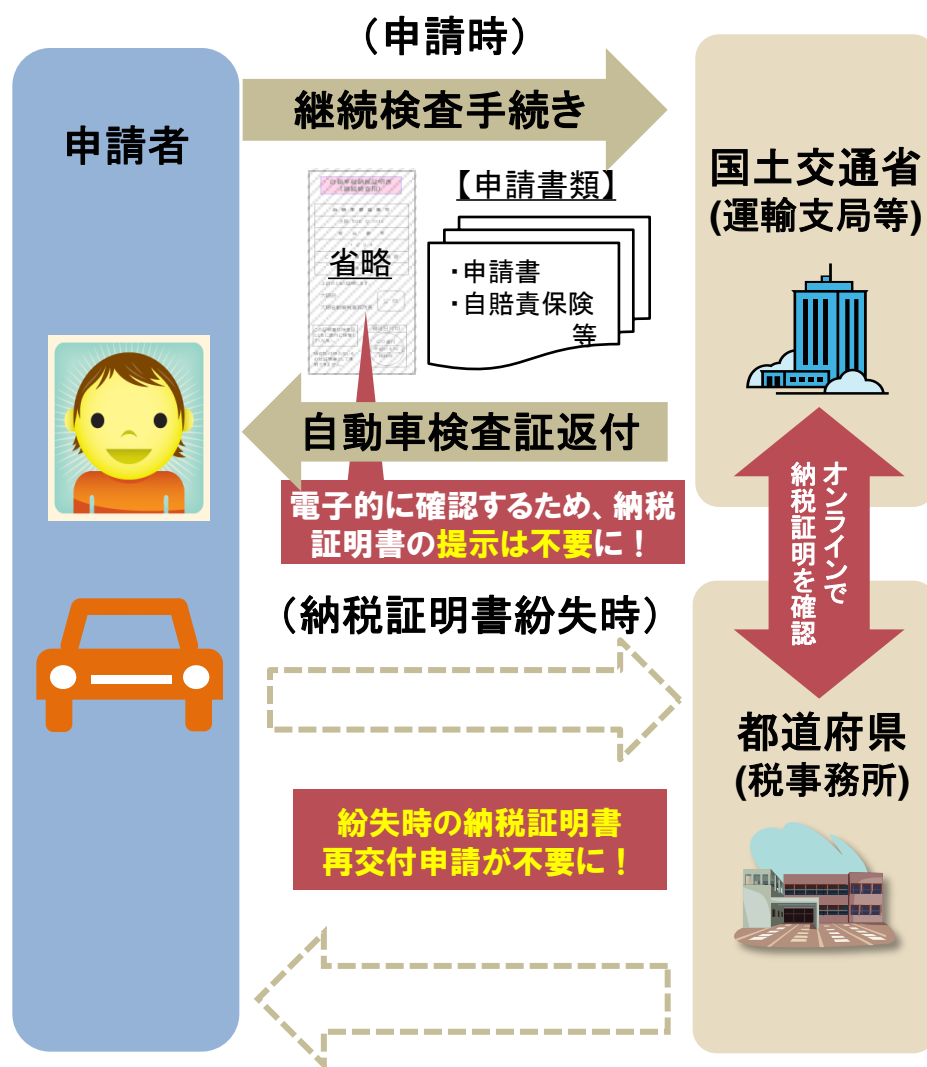 (申請時)
継続検査手続き
申請者
国土交通省
(運輸支局等)
【申請書類】
省略
・申請書
・自賠責保険
等
自動車検査証返付
電子的に確認するため、納税
証明書の提示は不要に！
オンラインで
納税証明を確認
(納税証明書紛失時)
都道府県
(税事務所)
紛失時の納税証明書
再交付申請が不要に！